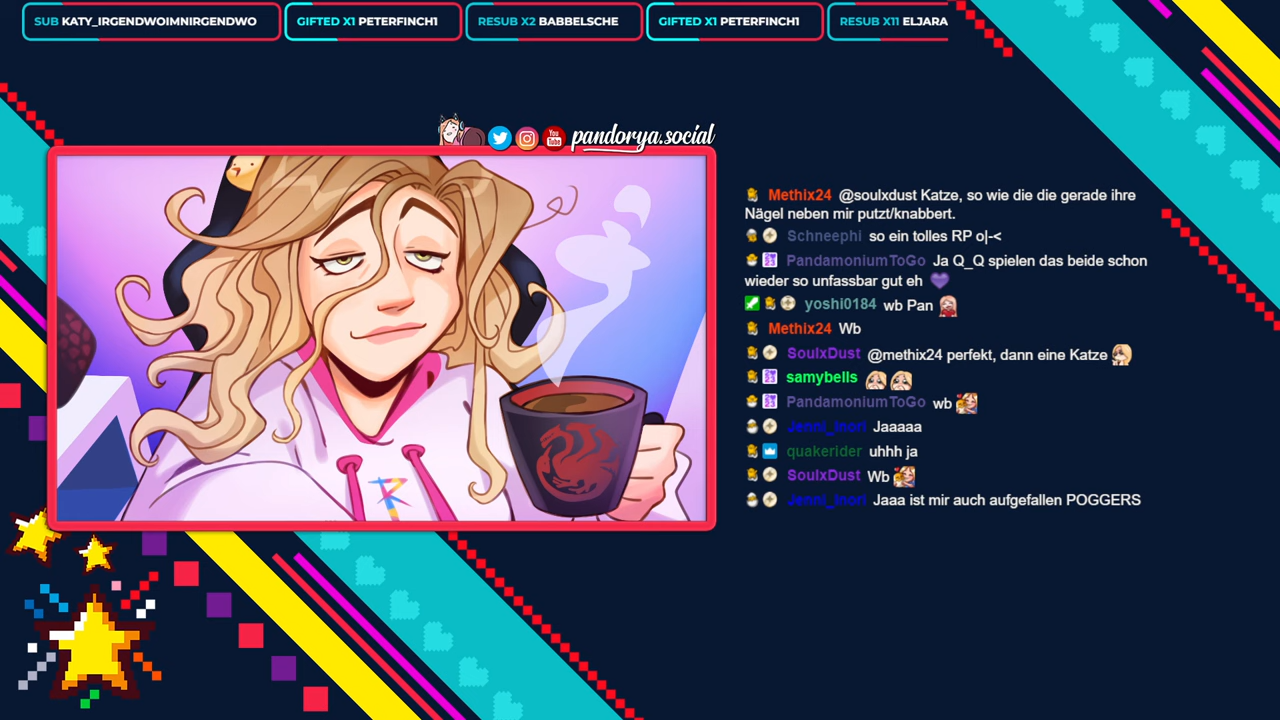 SUB KATY_IRGENDWOIMNIRGENDWO
GIFTED X1 PETERFINCH1
RESUB X2 BABBELSCHE
GIFTED X1 PETERFINCH1
RESUB X11 ELJARA
You Tube pandorya.social
Methix24 @soulxdust Katze, so wie die die gerade ihre
Nägel neben mir putzt/knabbert.
Schneephi so ein tolles RP o|-<
PandamoniumToGo Ja Q_Q spielen das beide schon
wieder so unfassbar gut eh
yoshi0184 wb Pan
Methix24 Wb
SoulxDust @methix24 perfekt, dann eine Katze
samybells
PandamoniumToGo wb
Jenni_Inori Jaaaaa
quakerider uhhh ja
SoulxDust Wb
Jenni_Inori Jaaa ist mir auch aufgefallen POGGERS
R